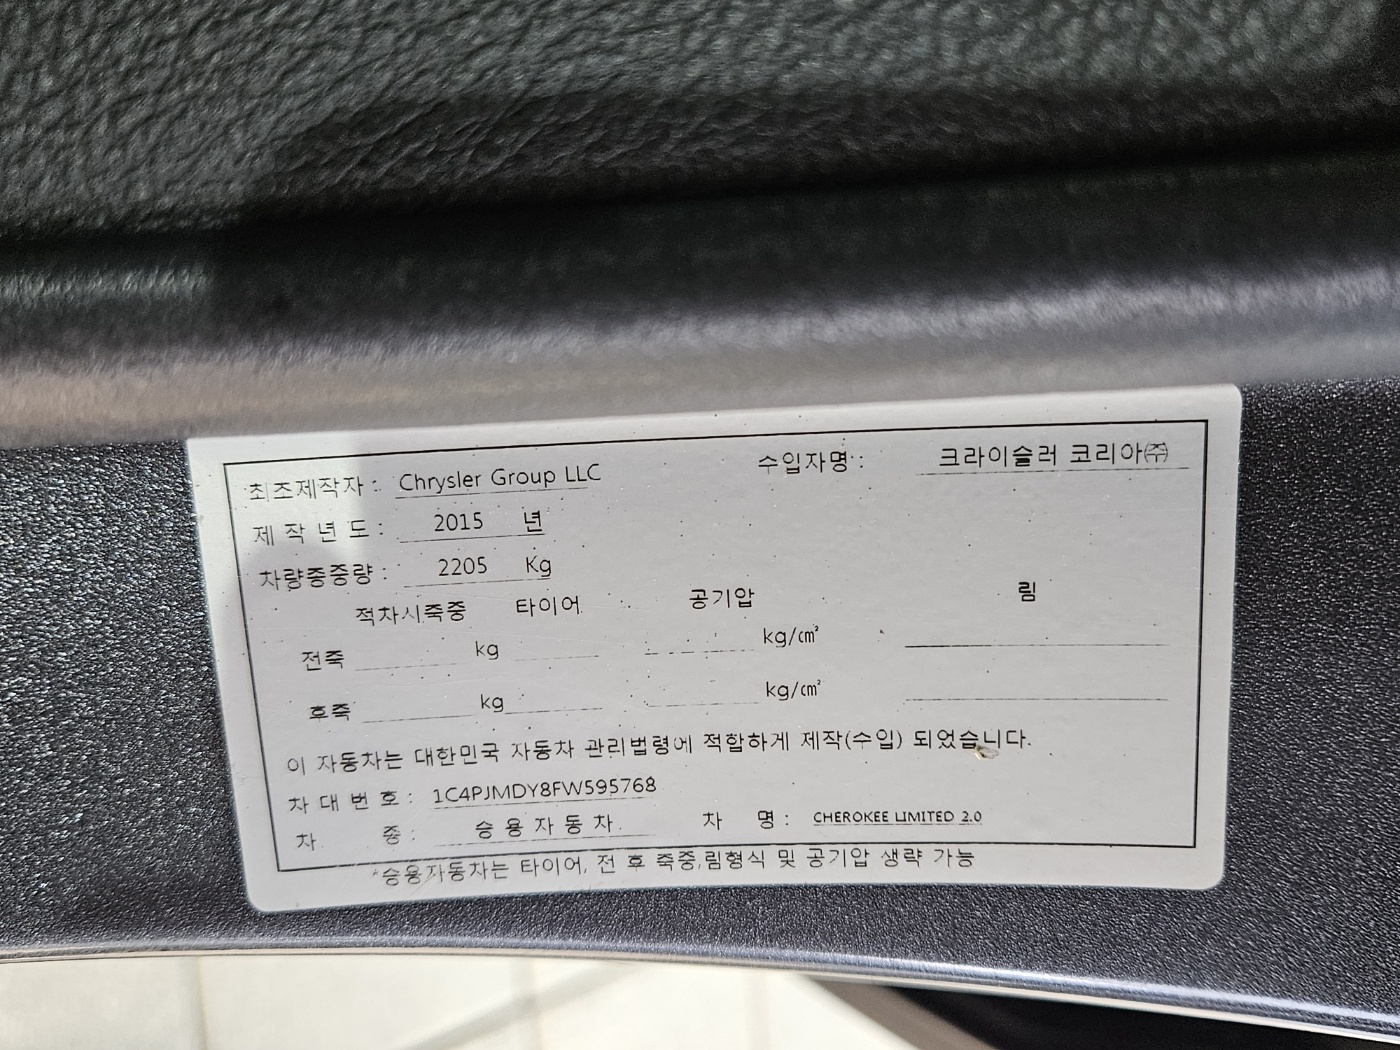 최초제작자 : Chrysler Group LLC 수입자명 : 크라이슬러 코리아㈜
제 작 년 도 : 2015 년
차량총중량 : 2205 Kg
적차시축중 타이어 공기압 림
전축 kg kg/㎠
후축 kg kg/㎠
이 자동차는 대한민국 자동차 관리법령에 적합하게 제작(수입) 되었습니다.
차 대 번 호 : 1C4PJMDY8FW595768
차 종 : 승 용 자 동 차 차 명 : CHEROKEE LIMITED 2.0
*승용자동차는 타이어, 전 후 축중,림형식 및 공기압 생략 가능